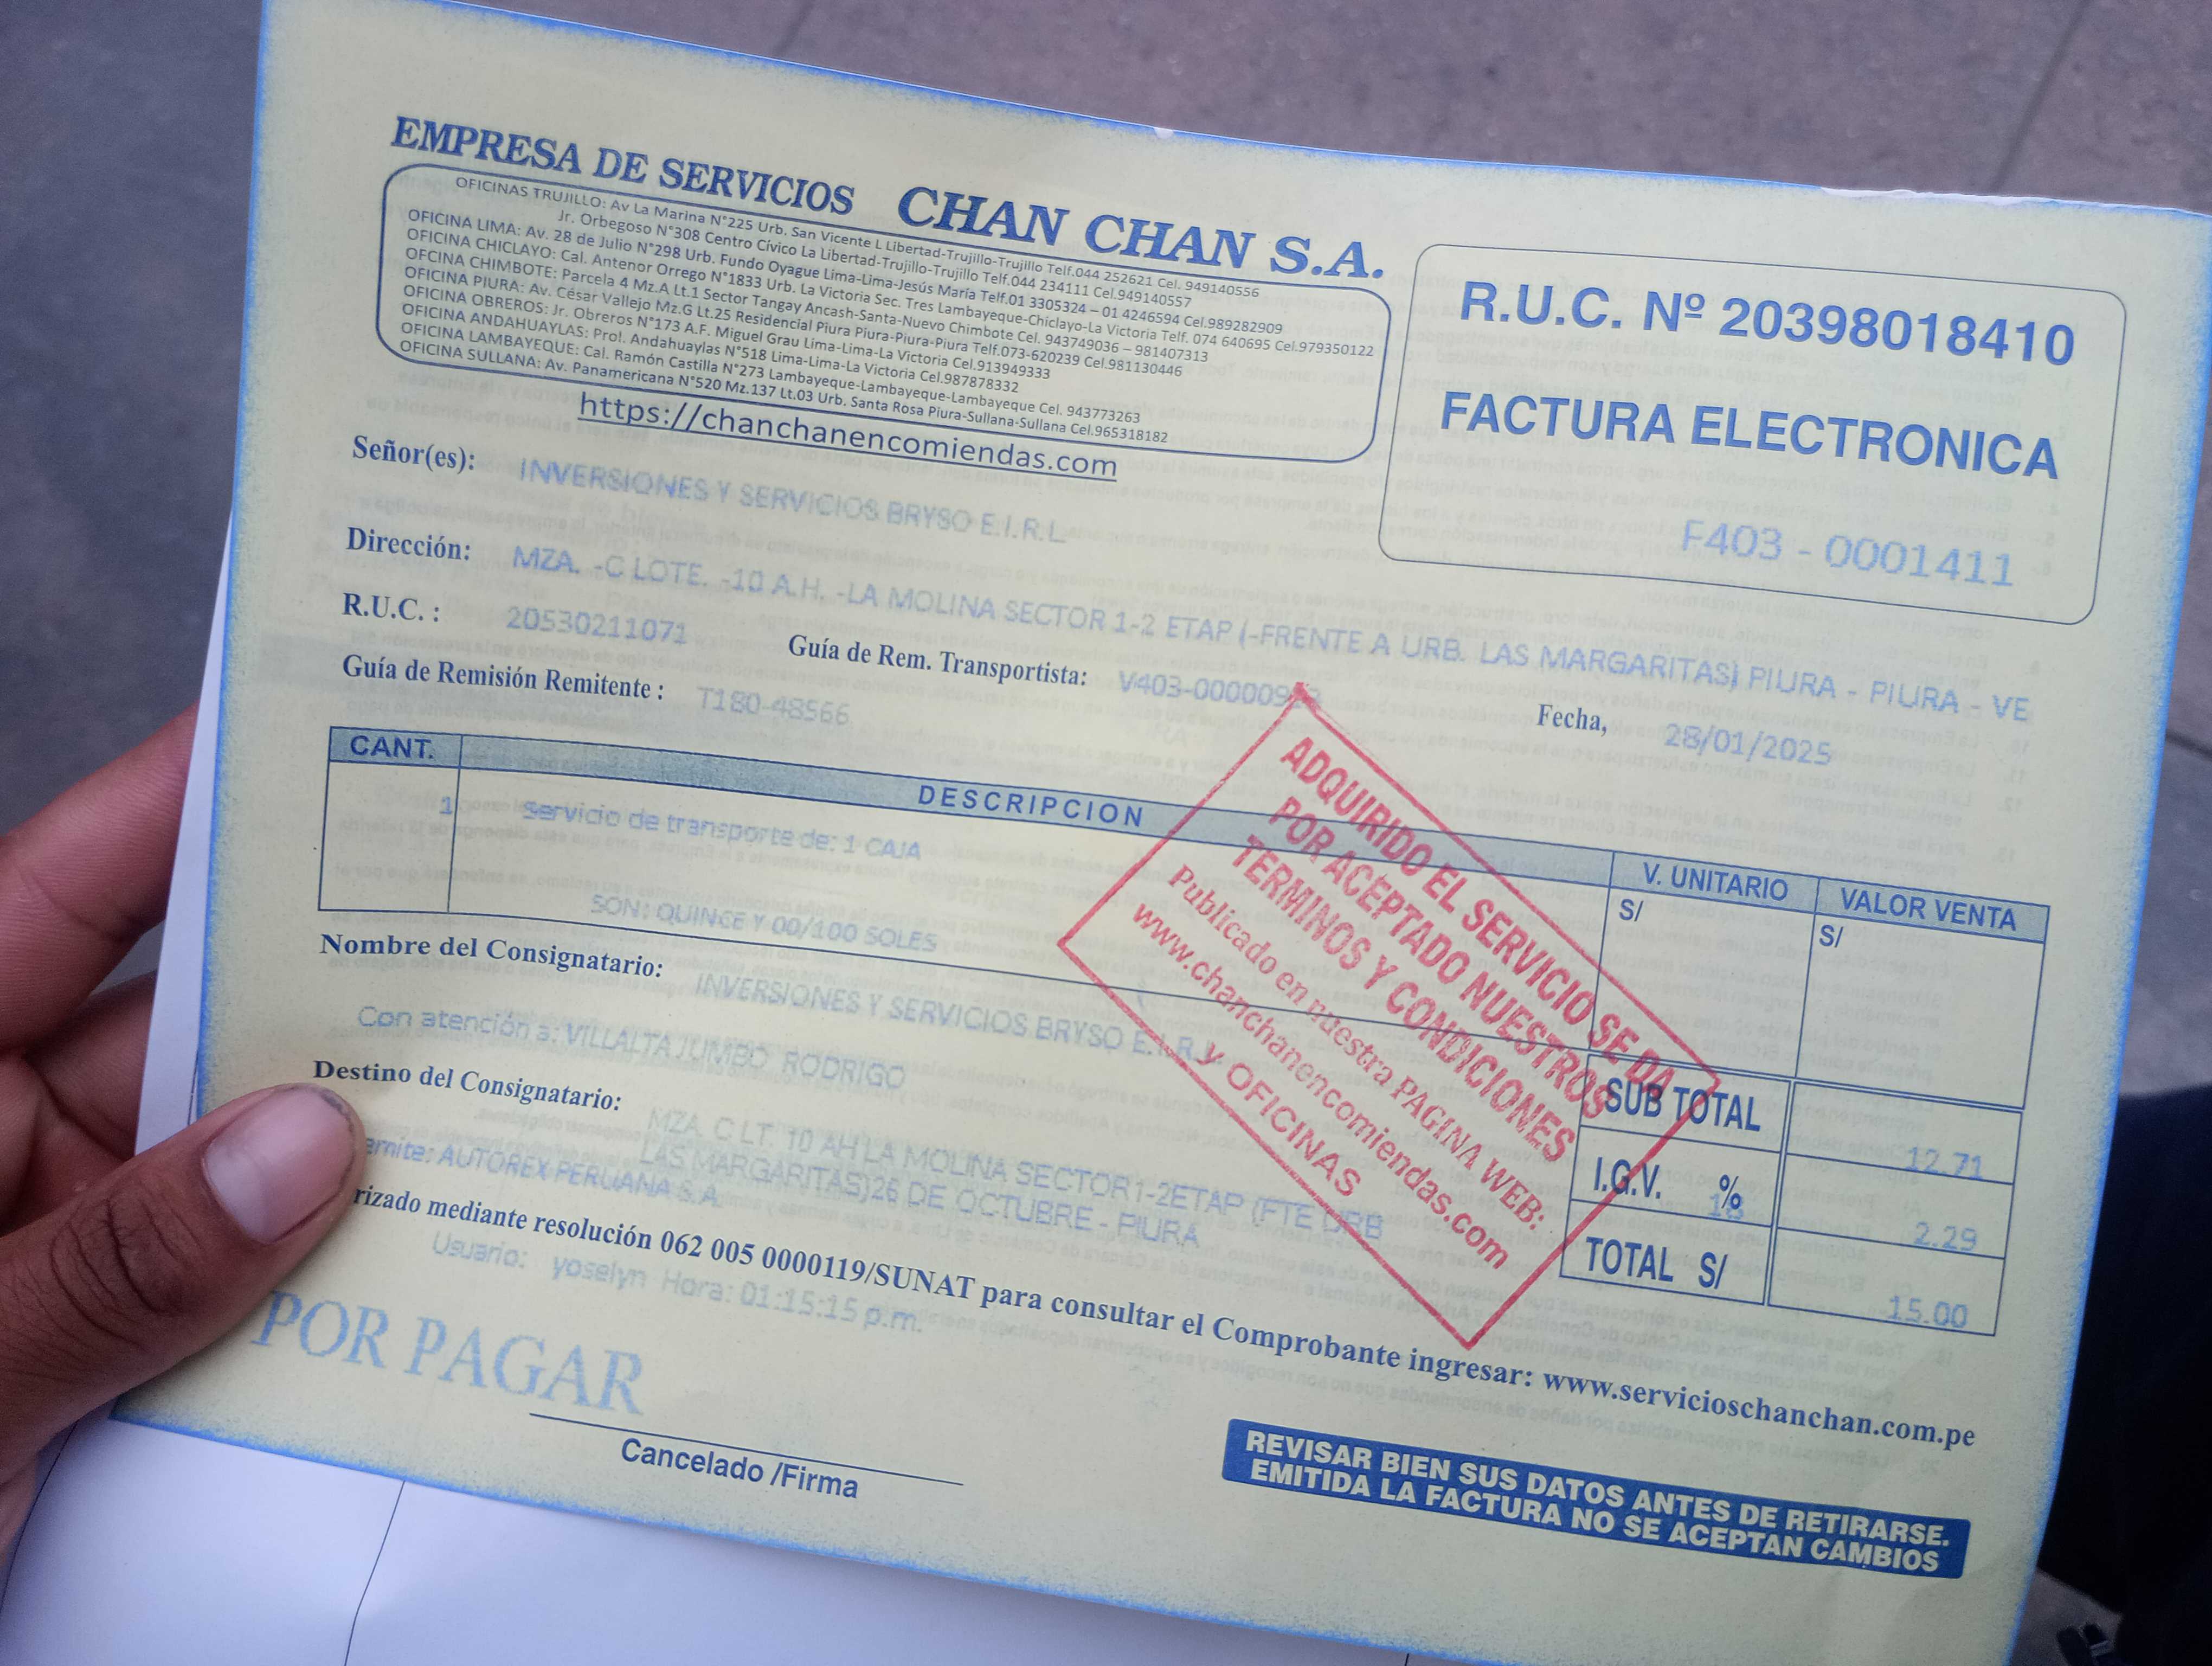 EMPRESA DE SERVICIOS CHAN CHAN S.A.
OFICINAS TRUJILLO: Av La Marina N°225 Urb. San Vicente L Libertad-Trujillo-Trujillo Telf.044 252621 Cel. 949140556
Jr. Orbegoso N°308 Centro Cívico La Libertad-Trujillo-Trujillo Telf.044 234111 Cel.949140557
OFICINA LIMA: Av. 28 de Julio N°298 Urb. Fundo Oyague Lima-Lima-Jesús María Telf.01 3305324 – 01 4246594 Cel.989282909
OFICINA CHICLAYO: Cal. Antenor Orrego N°1833 Urb. La Victoria Sec. Tres Lambayeque-Chiclayo-La Victoria Telf. 074 640695 Cel.979350122
OFCINA CHIMBOTE: Parcela 4 Mz.A Lt.1 Sector Tangay Ancash-Santa-Nuevo Chimbote Cel. 943749036 – 981407313
OFICINA PIURA: Av. César Vallejo Mz.G Lt.25 Residencial Piura Piura-Piura-Piura Telf.073-620239 Cel.981130446
OFICINA OBREROS: Jr. Obreros N°173 A.F. Miguel Grau Lima-Lima-La Victoria Cel.913949333
OFICINA ANDAHUAYLAS: Prol. Andahuaylas N°518 Lima-Lima-La Victoria Cel.987878332
OFICINA LAMBAYEQUE: Cal. Ramón Castilla N°273 Lambayeque-Lambayeque-Lambayeque Cel. 943773263
OFICINA SULLANA: Av. Panamericana N°520 Mz.137 Lt.03 Urb. Santa Rosa Piura-Sullana-Sullana Cel.965318182
https://chanchanencomiendas.com
R.U.C. Nº 20398018410
FACTURA ELECTRONICA
F403 - 0001411
Señor(es): INVERSIONES Y SERVICIOS BRYSO E.I.R.L
Dirección: MZA. -C LOTE. -10 A.H. -LA MOLINA SECTOR 1-2 ETAP (-FRENTE A URB. LAS MARGARITAS) PIURA - PIURA - VE
R.U.C. : 20530211071
Guía de Rem. Transportista:
Guía de Remisión Remitente : T180-48566
Fecha, 28/01/2025
CANT. DESCRIPCION V. UNITARIO VALOR VENTA
S/ S/
1 servicio de transporte de: 1 CAJA
SON: QUINCE Y 00/100 SOLES
ADQUIRIDO EL SERVICIO SE DA
POR ACEPTADO NUESTROS
TERMINOS Y CONDICIONES
Publicado en nuestra PAGINA WEB:
www.chanchanencomiendas.com
y OFICINAS
Nombre del Consignatario: INVERSIONES Y SERVICIOS BRYSO E.I.R.L
Con atención a: VILLALTA JUMBO RODRIGO
Destino del Consignatario: MZA. C LT. 10 AH LA MOLINA SECTOR1-2ETAP (FTE URB
LAS MARGARITAS)26 DE OCTUBRE - PIURA
emite: AUTOREX PERUANA S.A.
rizado mediante resolución 062 005 0000119/SUNAT para consultar el Comprobante ingresar: www.servicioschanchan.com.pe
Usuario: yoselyn Hora: 01:15:15 p.m.
SUB TOTAL 12.71
I.G.V. 18 % 2.29
TOTAL S/ 15.00
POR PAGAR
Cancelado /Firma
REVISAR BIEN SUS DATOS ANTES DE RETIRARSE.
EMITIDA LA FACTURA NO SE ACEPTAN CAMBIOS